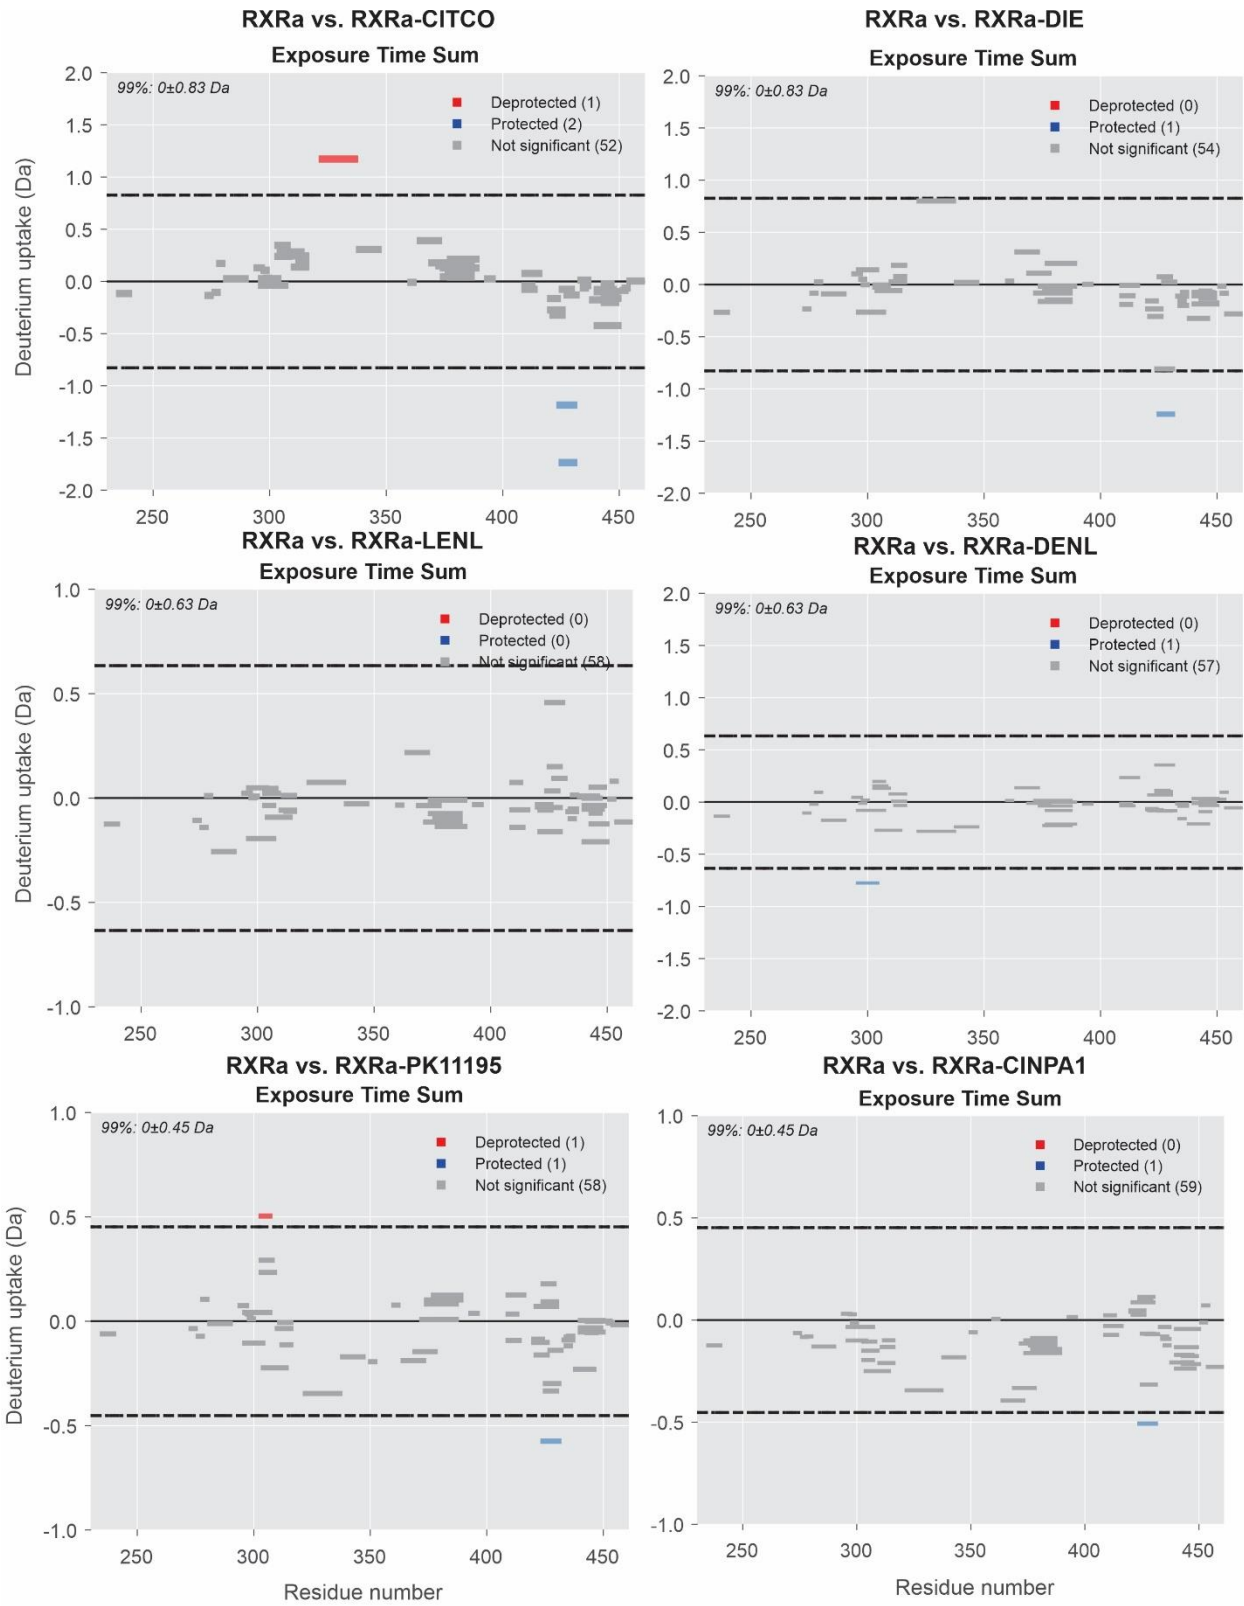 RXRa vs. RXRa-CITCO
Exposure Time Sum
99%: 0±0.83 Da
Deprotected (1)
Protected (2)
Not significant (52)
Deuterium uptake (Da)
2.0
1.5
1.0
0.5
0.0
-0.5
-1.0
-1.5
-2.0
250 300 350 400 450
RXRa vs. RXRa-DIE
Exposure Time Sum
99%: 0±0.83 Da
Deprotected (0)
Protected (1)
Not significant (54)
2.0
1.5
1.0
0.5
0.0
-0.5
-1.0
-1.5
-2.0
250 300 350 400 450
RXRa vs. RXRa-LENL
Exposure Time Sum
99%: 0±0.63 Da
Deprotected (0)
Protected (0)
Not significant (58)
Deuterium uptake (Da)
1.0
0.5
0.0
-0.5
-1.0
250 300 350 400 450
RXRa vs. RXRa-DENL
Exposure Time Sum
99%: 0±0.63 Da
Deprotected (0)
Protected (1)
Not significant (57)
2.0
1.5
1.0
0.5
0.0
-0.5
-1.0
-1.5
-2.0
250 300 350 400 450
RXRa vs. RXRa-PK11195
Exposure Time Sum
99%: 0±0.45 Da
Deprotected (1)
Protected (1)
Not significant (58)
Deuterium uptake (Da)
1.0
0.5
0.0
-0.5
-1.0
250 300 350 400 450
Residue number
RXRa vs. RXRa-CINPA1
Exposure Time Sum
99%: 0±0.45 Da
Deprotected (0)
Protected (1)
Not significant (59)
1.0
0.5
0.0
-0.5
-1.0
250 300 350 400 450
Residue number